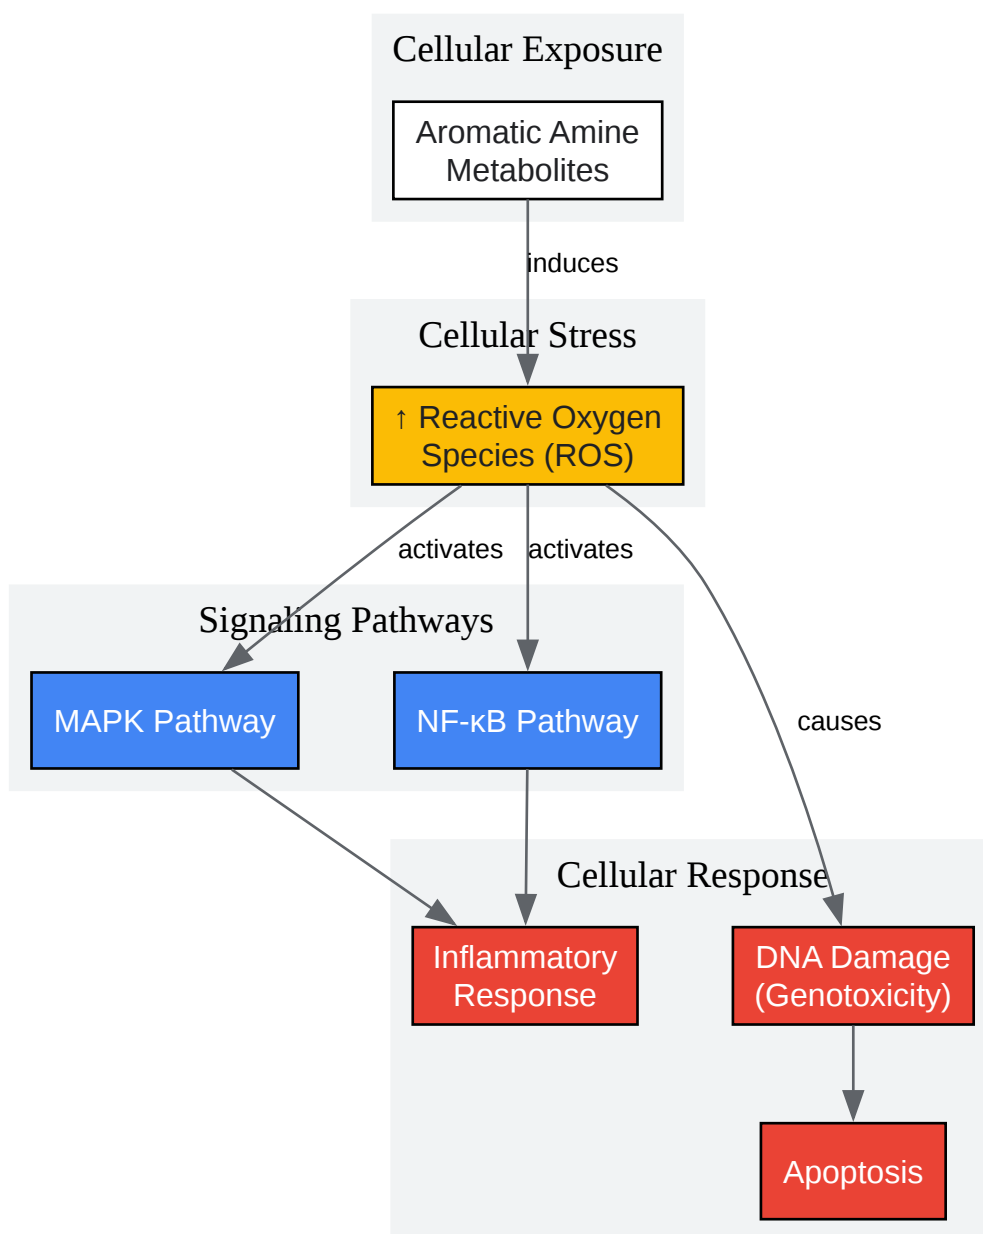 Cellular Exposure
Aromatic Amine
Metabolites
induces
Cellular Stress
↑ Reactive Oxygen
Species (ROS)
activates
activates
Signaling Pathways
MAPK Pathway
NF-κB Pathway
causes
Cellular Response
Inflammatory
Response
DNA Damage
(Genotoxicity)
Apoptosis